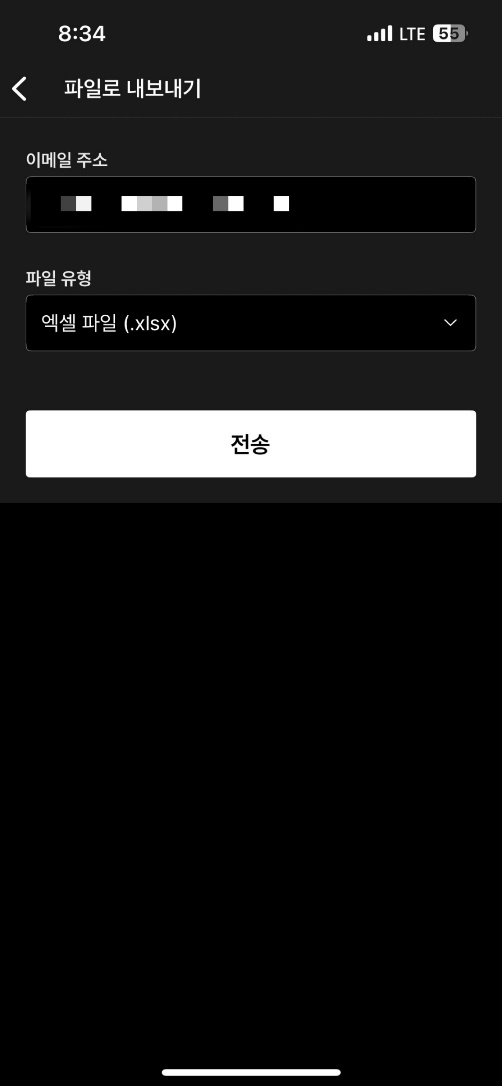 8:34
LTE 55
파일로 내보내기
이메일 주소
파일 유형
엑셀 파일 (.xlsx)
전송